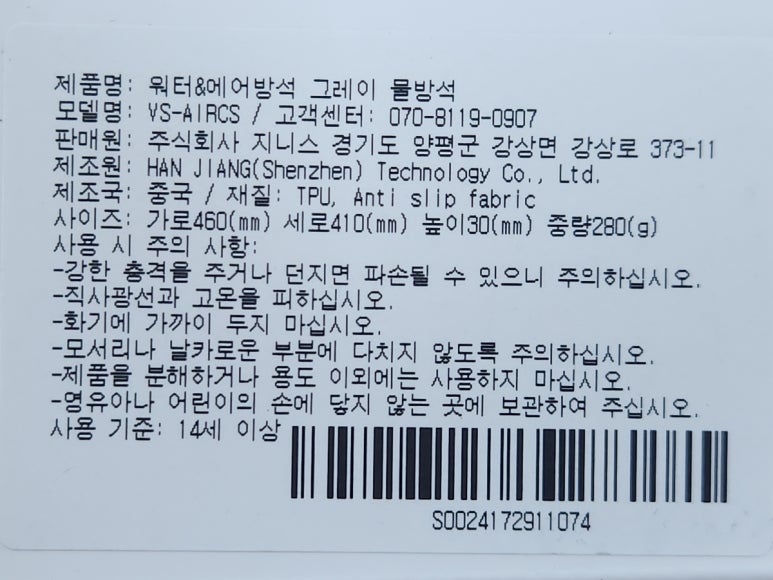 제품명: 워터&에어방석 그레이 물방석
모델명: VS-AIRCS / 고객센터: 070-8119-0907
판매원: 주식회사 지니스 경기도 양평군 강상면 강상로 373-11
제조원: HAN JIANG(Shenzhen) Technology Co., Ltd.
제조국: 중국 / 재질: TPU, Anti slip fabric
사이즈: 가로460(mm) 세로410(mm) 높이30(mm) 중량280(g)
사용 시 주의 사항:
-강한 충격을 주거나 던지면 파손될 수 있으니 주의하십시오.
-직사광선과 고온을 피하십시오.
-화기에 가까이 두지 마십시오.
-모서리나 날카로운 부분에 다치지 않도록 주의하십시오.
-제품을 분해하거나 용도 이외에는 사용하지 마십시오.
-영유아나 어린이의 손에 닿지 않는 곳에 보관하여 주십시오.
사용 기준: 14세 이상
S0024172911074